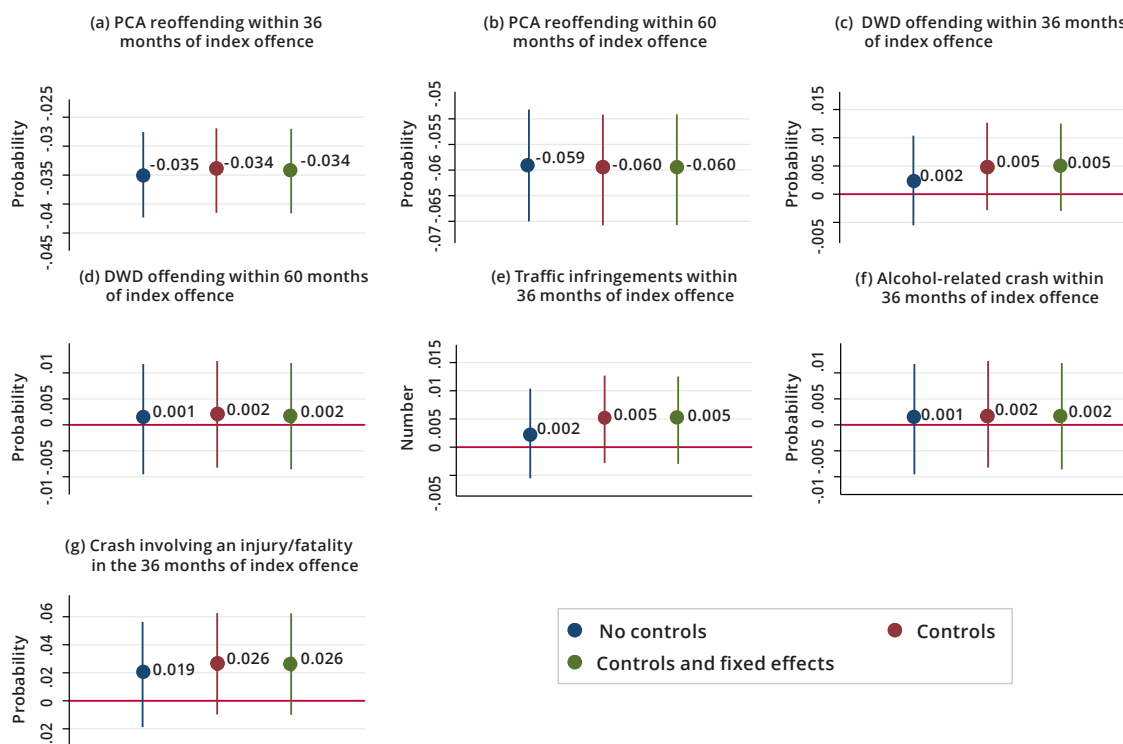 (a) PCA reoffending within 36
months of index offence
Probability
-.025
-.03
-.035
-.04
-.045
-0.035
-0.034
-0.034
(b) PCA reoffending within 60
months of index offence
Probability
-.05
-.055
-.06
-.065
-.07
-0.059
-0.060
-0.060
(c) DWD offending within 36 months
of index offence
Probability
.015
.01
0.005
0
-.005
0.002
0.005
0.005
(d) DWD offending within 60 months
of index offence
Probability
.01
0.005
0
-.005
-.01
0.001
0.002
0.002
(e) Traffic infringements within
36 months of index offence
Number
.015
.01
0.005
0
-.005
0.002
0.005
0.005
(f) Alcohol-related crash within
36 months of index offence
Probability
.01
0.005
0
-.005
-.01
0.001
0.002
0.002
(g) Crash involving an injury/fatality
in the 36 months of index offence
Probability
.06
.04
0.02
0
.02
0.019
0.026
0.026
No controls
Controls
Controls and fixed effects